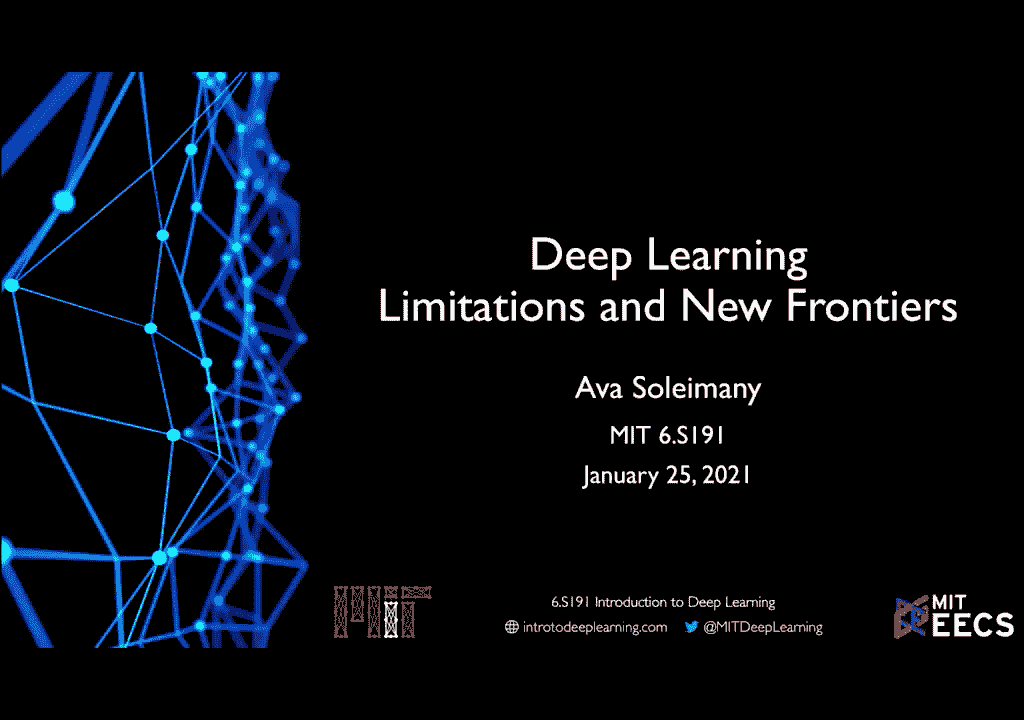 Deep Learning
Limitations and New Frontiers
Ava Soleimany
MIT 6.S191
January 25, 2021
MIT
6.S191 Introduction to Deep Learning
introtodeeplearning.com @MITDeepLearning
MIT
EECS